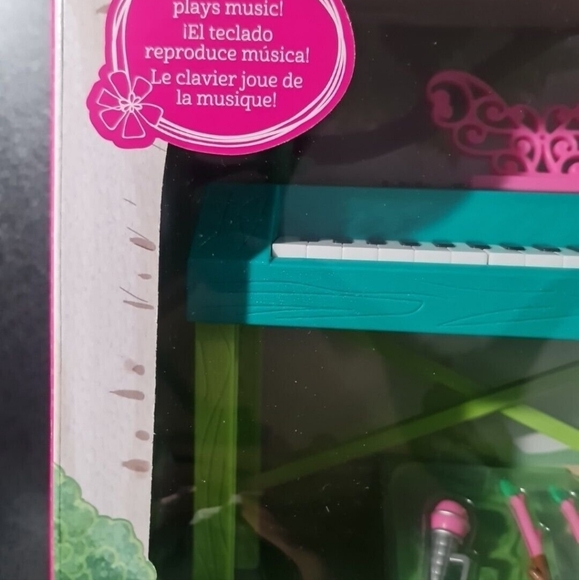 plays music!
¡El teclado
reproduce música!
Le clavier joue de
la musique!